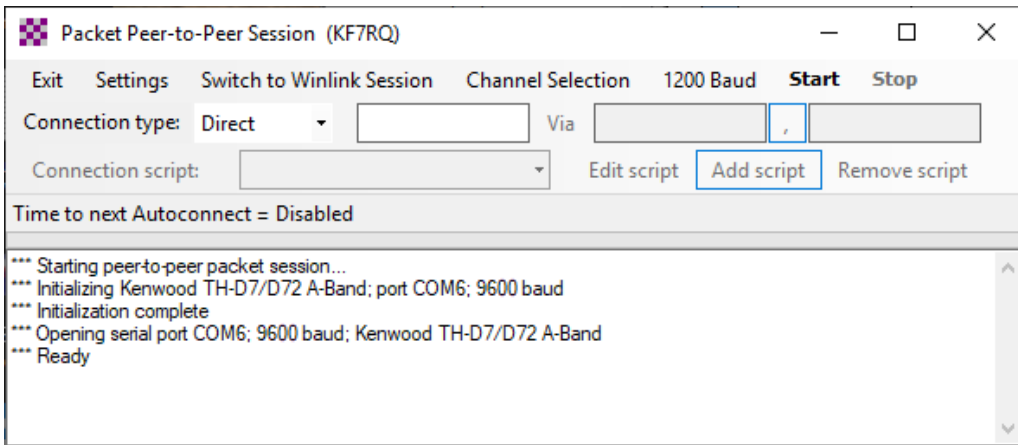 Packet Peer-to-Peer Session (KF7RQ)
Exit Settings Switch to Winlink Session Channel Selection 1200 Baud Start Stop
Connection type: Direct Via ,
Connection script: Edit script Add script Remove script
Time to next Autoconnect = Disabled
*** Starting peer-to-peer packet session...
*** Initializing Kenwood TH-D7/D72 A-Band; port COM6; 9600 baud
*** Initialization complete
*** Opening serial port COM6; 9600 baud; Kenwood TH-D7/D72 A-Band
*** Ready